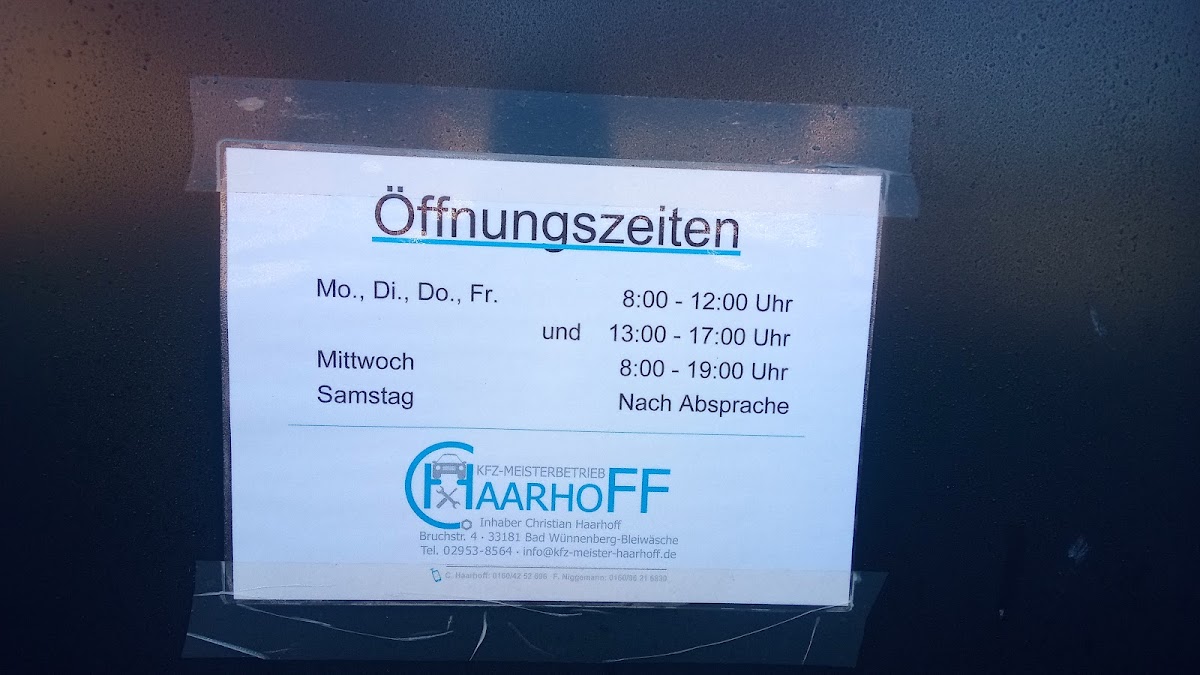 Öffnungszeiten
Mo., Di., Do., Fr. 8:00 - 12:00 Uhr
und 13:00 - 17:00 Uhr
Mittwoch 8:00 - 19:00 Uhr
Samstag Nach Absprache
KFZ-MEISTERBETRIEB
HAARHOFF
Inhaber Christian Haarhoff
Bruchstr. 4 · 33181 Bad Wünnenberg-Bleiwäsche
Tel. 02953-8564 · info@kfz-meister-haarhoff.de
C. Haarhoff: F. Niggemann: